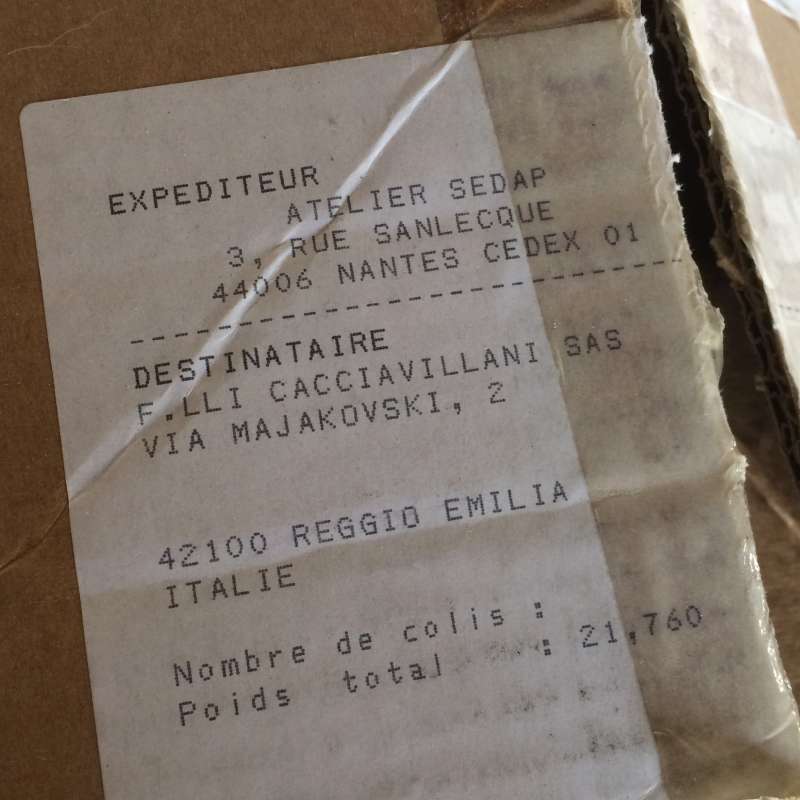 EXPEDITEUR
ATELIER SEDAP
3, RUE SANLECQUE
44006 NANTES CEDEX 01
DESTINATAIRE
F.LLI CACCIAVILLANI SAS
VIA MAJAKOVSKI, 2
42100 REGGIO EMILIA
ITALIE
Nombre de colis :
Poids total : 21,760